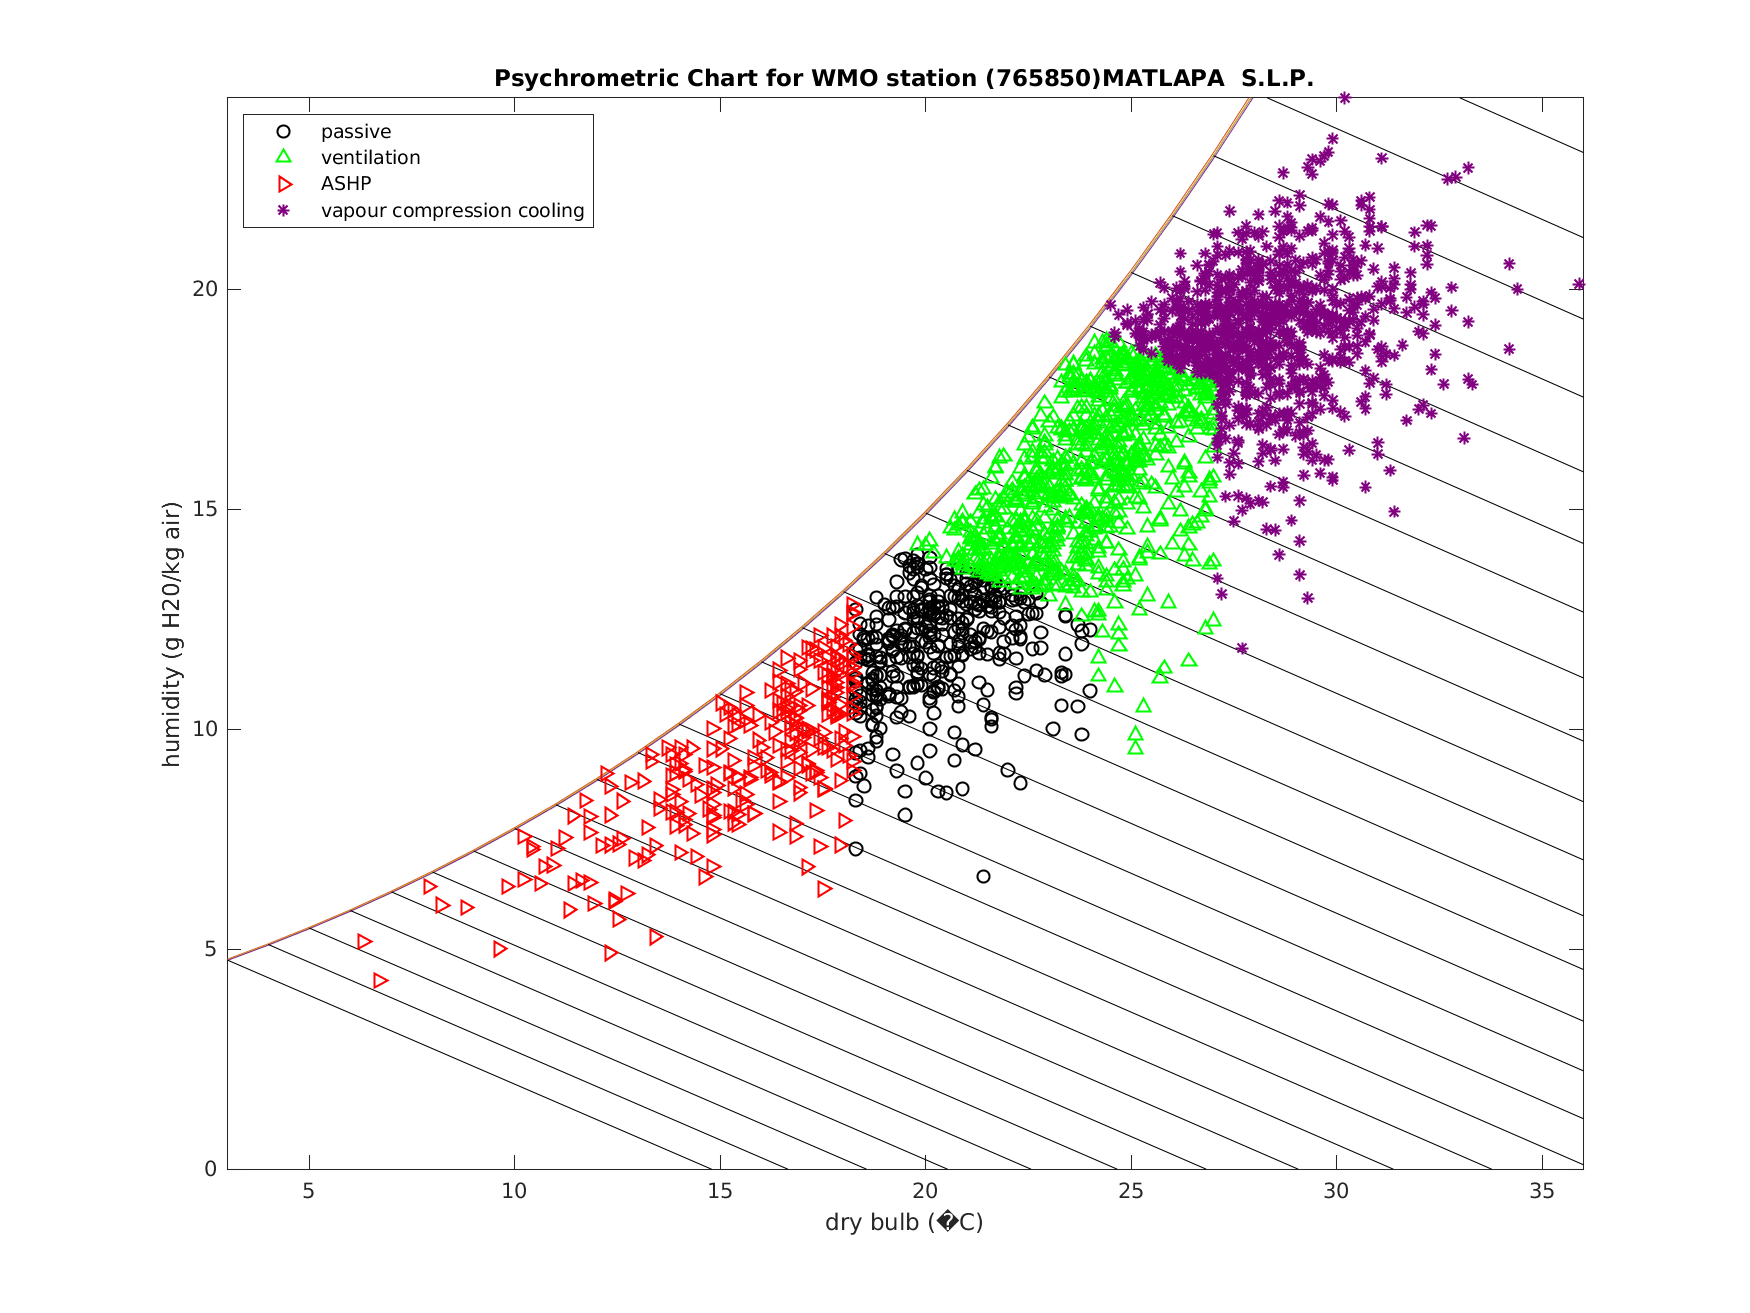 Psychrometric Chart for WMO station (765850)MATLAPA  S.L.P.
passive
ventilation
ASHP
vapour compression cooling
humidity (g H20/kg air)
20
15
10
5
0
5 10 15 20 25 30 35
dry bulb (�C)